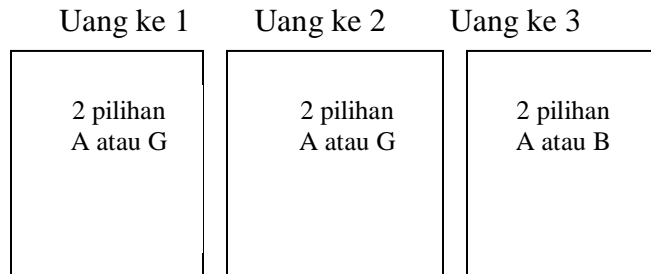 Uang ke 1 Uang ke 2 Uang ke 3
2 pilihan 2 pilihan 2 pilihan
A atau G A atau G A atau B